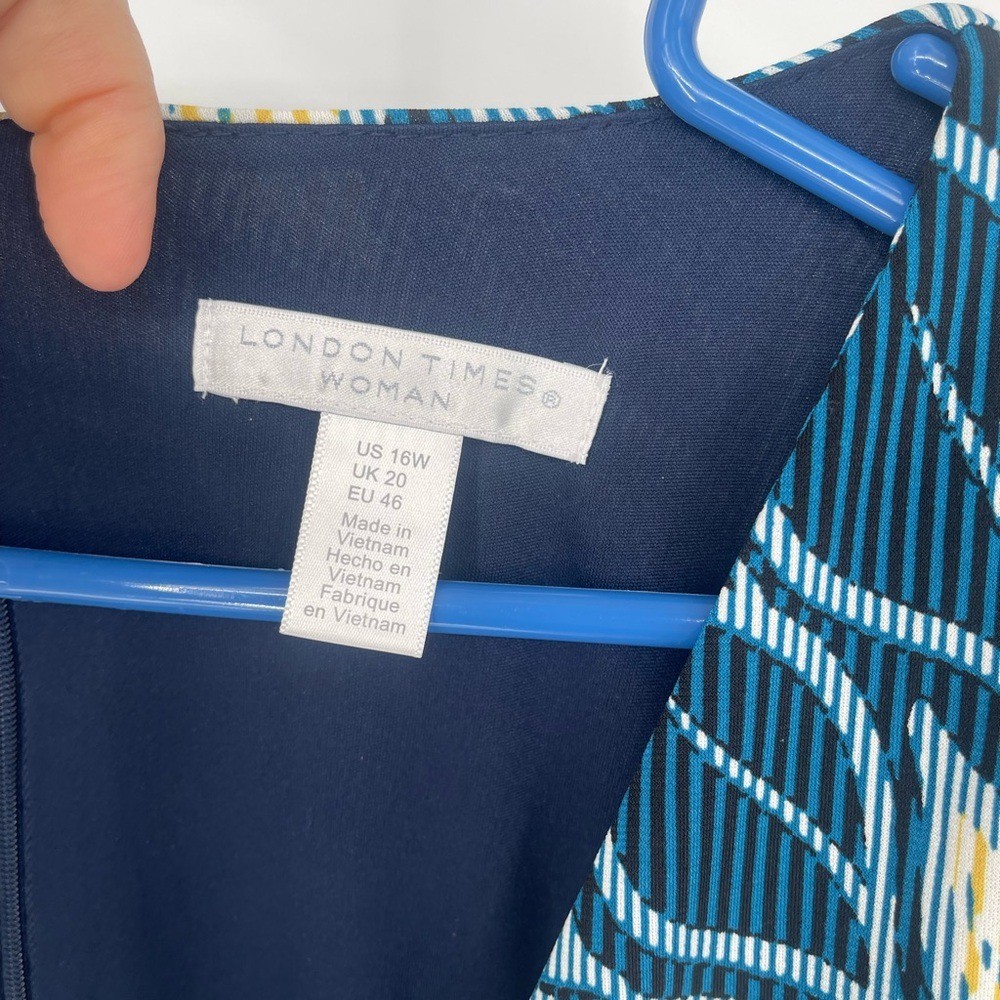 LONDON TIMES®
WOMAN
US 16W
UK 20
EU 46
Made in
Vietnam
Hecho en
Vietnam
Fabrique
en Vietnam